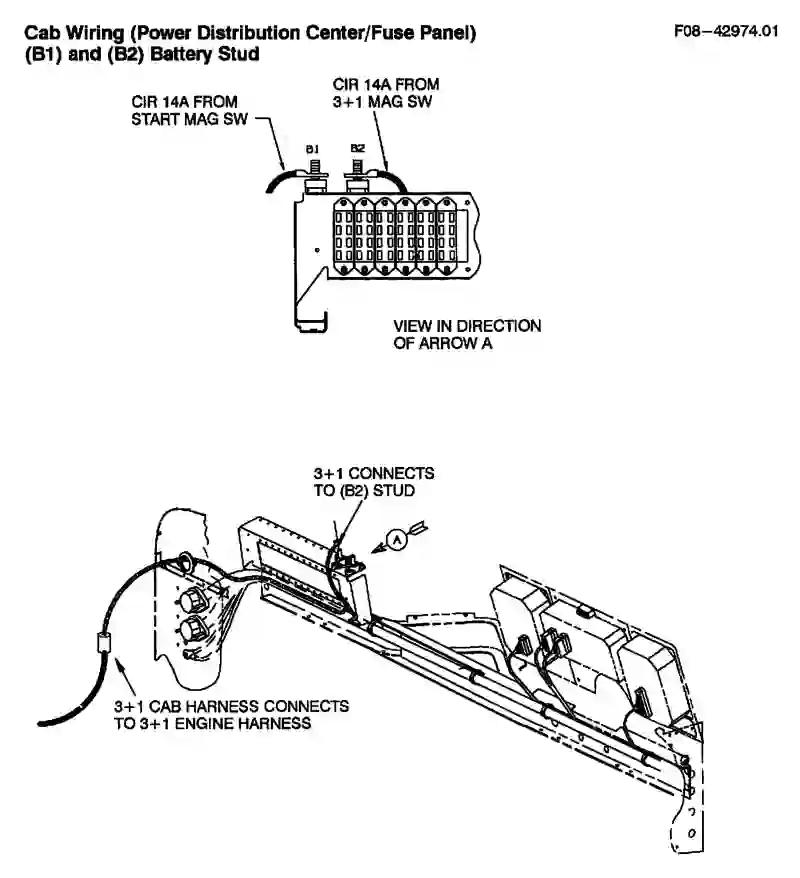 Cab Wiring (Power Distribution Center/Fuse Panel)
(B1) and (B2) Battery Stud
F08-42974.01
CIR 14A FROM
START MAG SW
CIR 14A FROM
3+1 MAG SW
B1
B2
VIEW IN DIRECTION
OF ARROW A
3+1 CONNECTS
TO (B2) STUD
A
3+1 CAB HARNESS CONNECTS
TO 3+1 ENGINE HARNESS